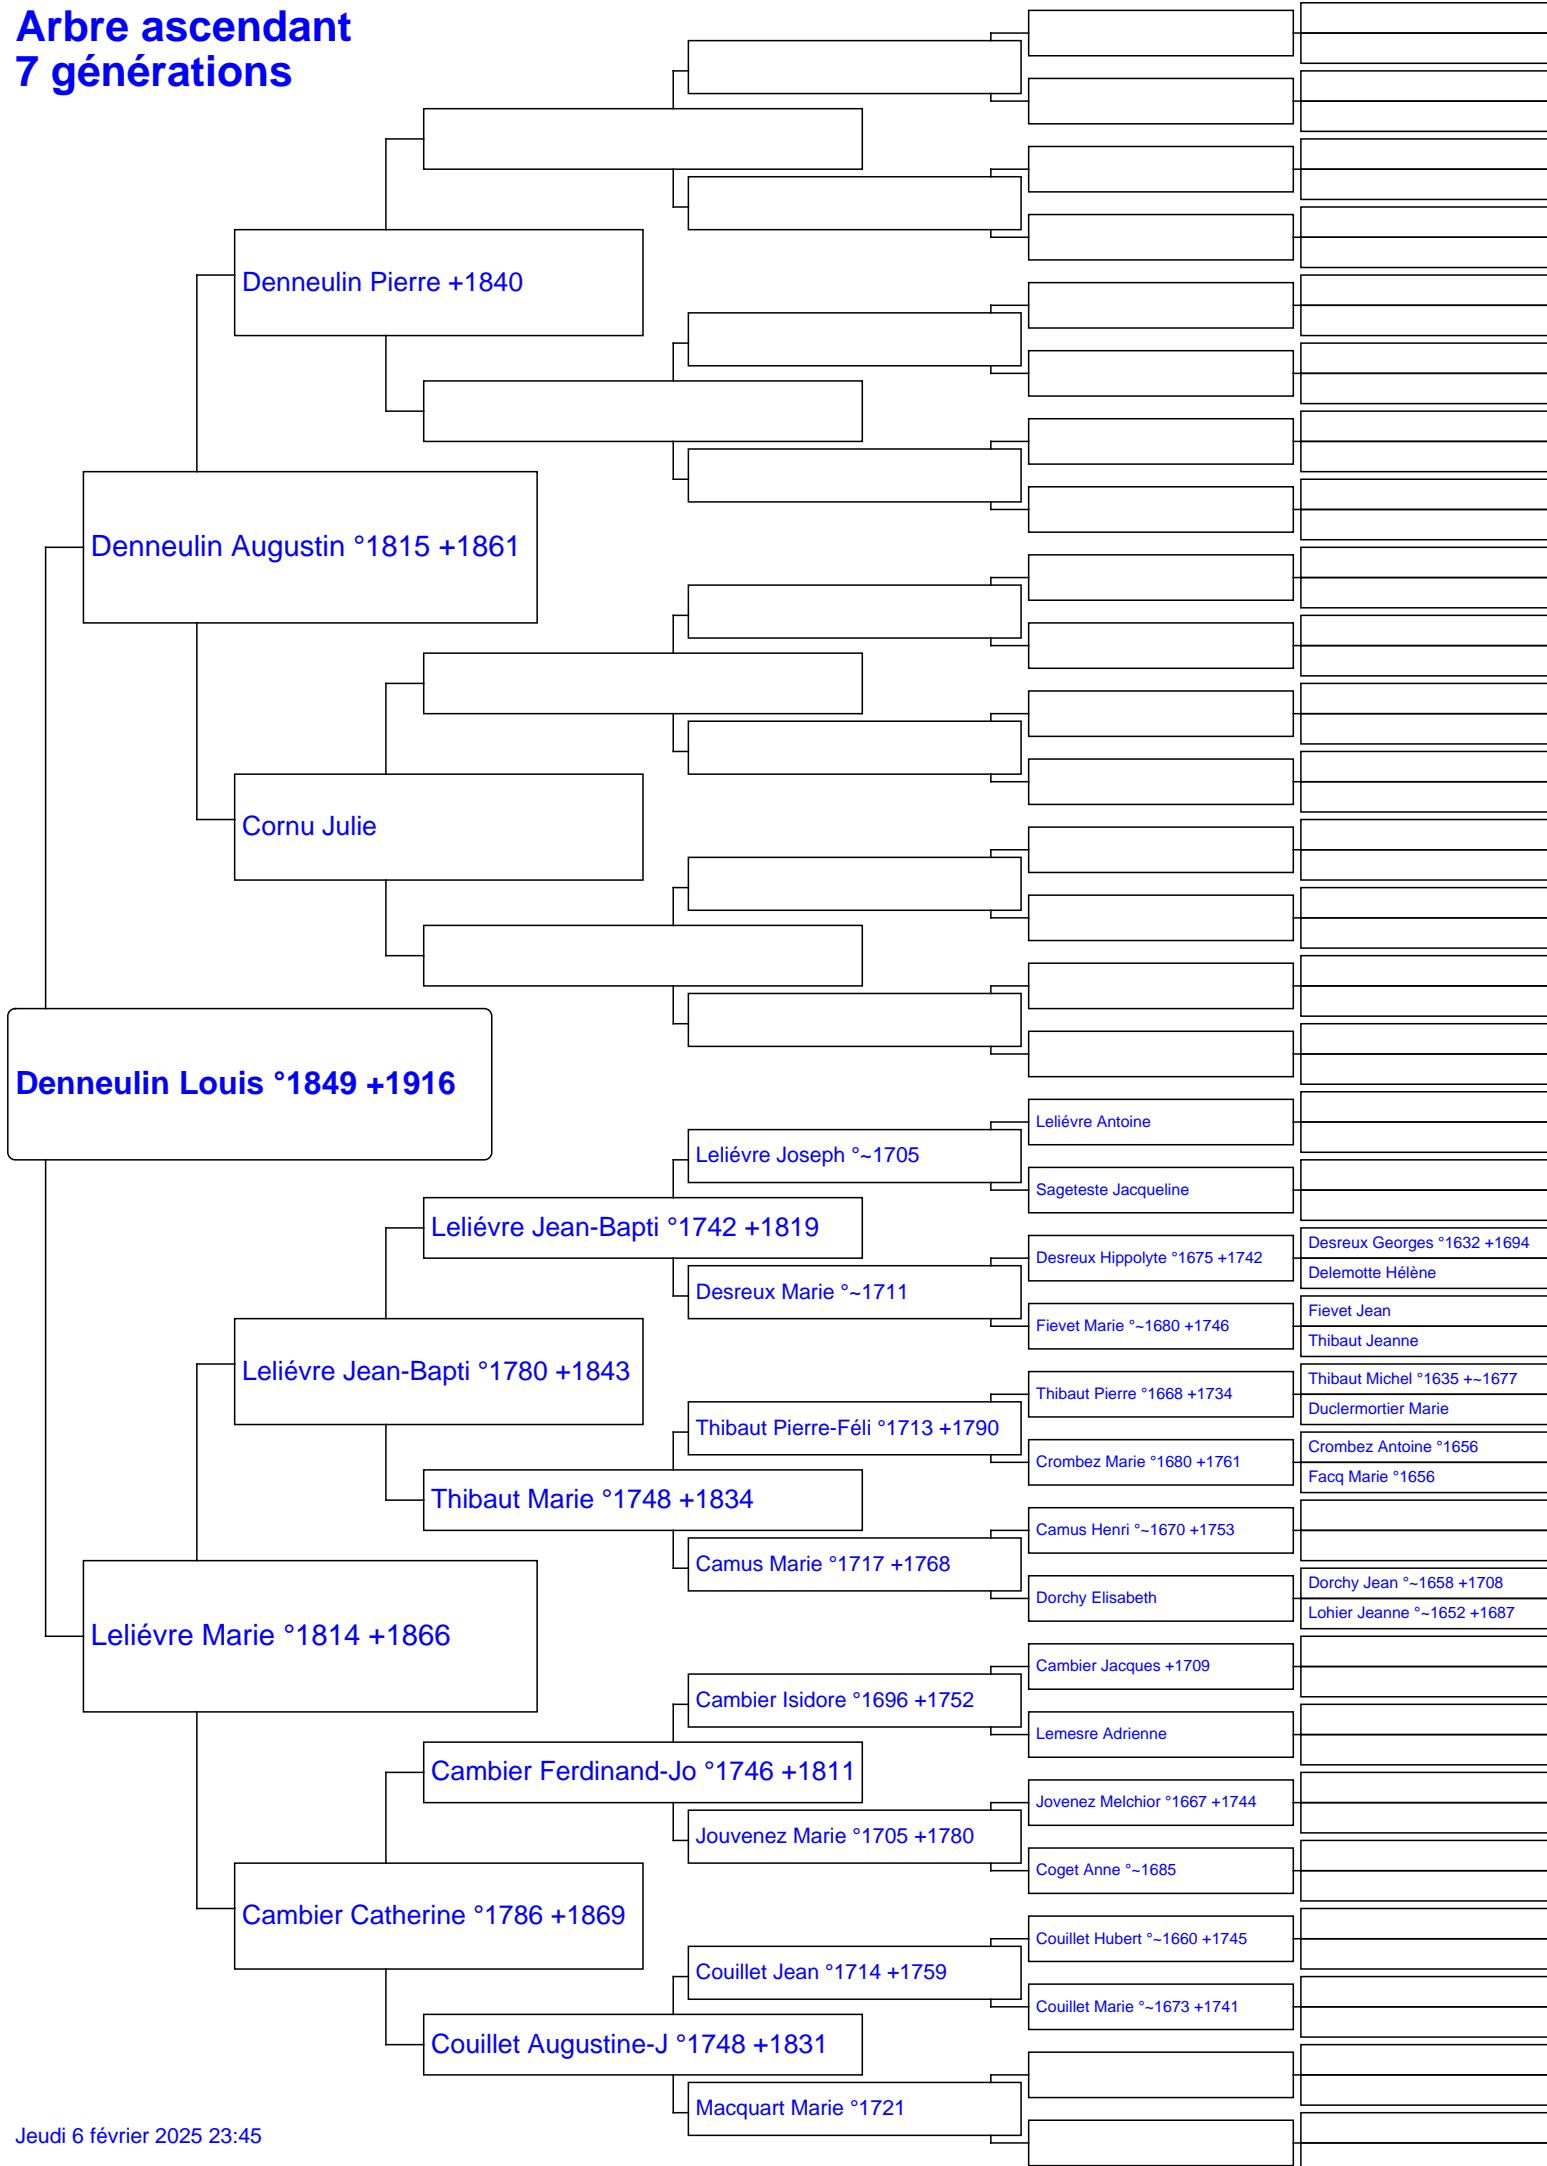 Arbre ascendant
7 générations
Denneulin Pierre +1840
Denneulin Augustin °1815 +1861
Cornu Julie
Denneulin Louis °1849 +1916
Leliévre Antoine
Leliévre Joseph °~1705
Sageteste Jacqueline
Leliévre Jean-Bapti °1742 +1819
Desreux Georges °1632 +1694
Desreux Hippolyte °1675 +1742
Delemotte Hélène
Desreux Marie °~1711
Fievet Jean
Fievet Marie °~1680 +1746
Thibaut Jeanne
Leliévre Jean-Bapti °1780 +1843
Thibaut Michel °1635 +~1677
Thibaut Pierre °1668 +1734
Duclermortier Marie
Thibaut Pierre-Féli °1713 +1790
Crombez Antoine °1656
Crombez Marie °1680 +1761
Facq Marie °1656
Thibaut Marie °1748 +1834
Camus Henri °~1670 +1753
Camus Marie °1717 +1768
Dorchy Jean °~1658 +1708
Dorchy Elisabeth
Lohier Jeanne °~1652 +1687
Leliévre Marie °1814 +1866
Cambier Jacques +1709
Cambier Isidore °1696 +1752
Lemesre Adrienne
Cambier Ferdinand-Jo °1746 +1811
Jovenez Melchior °1667 +1744
Jouvenez Marie °1705 +1780
Coget Anne °~1685
Cambier Catherine °1786 +1869
Couillet Hubert °~1660 +1745
Couillet Jean °1714 +1759
Couillet Marie °~1673 +1741
Couillet Augustine-J °1748 +1831
Macquart Marie °1721
Jeudi 6 février 2025 23:45